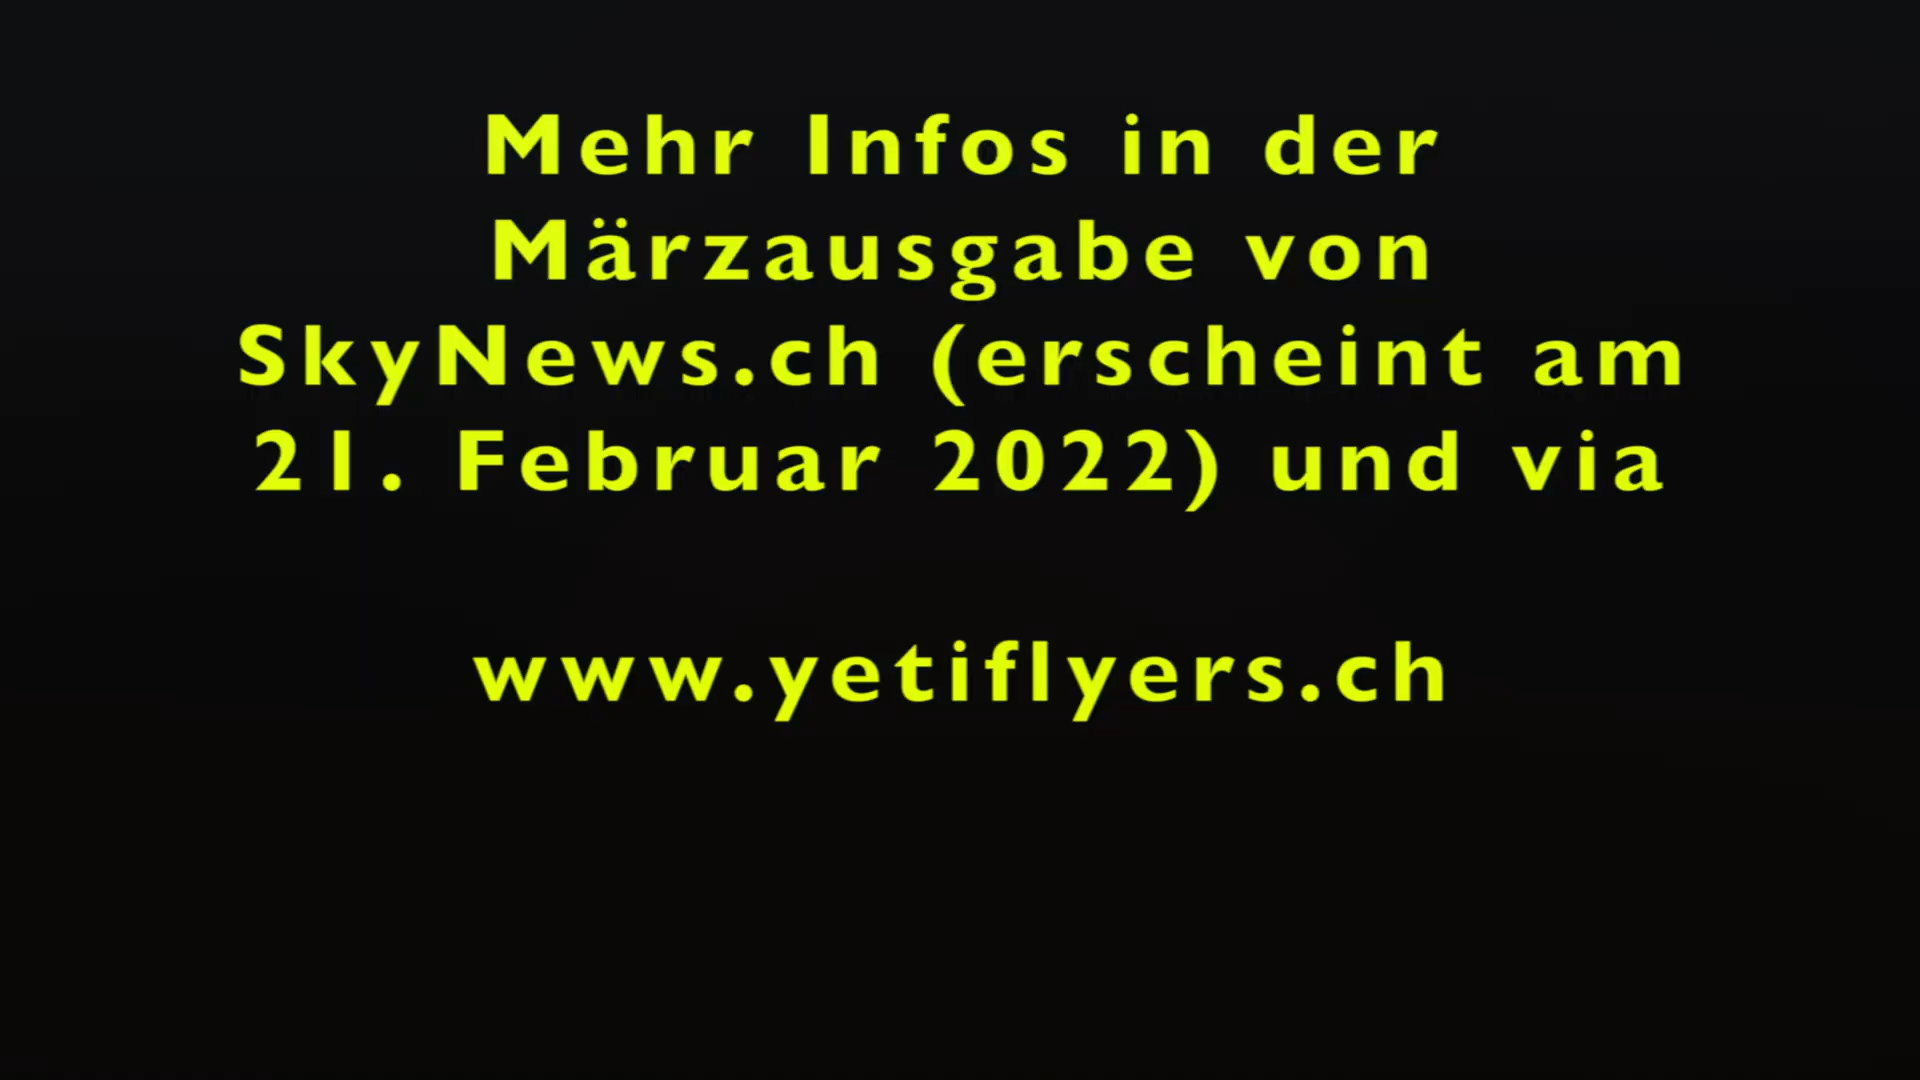 Mehr Infos in der
Märzausgabe von
SkyNews.ch (erscheint am
21. Februar 2022) und via
www.yetiflyers.ch